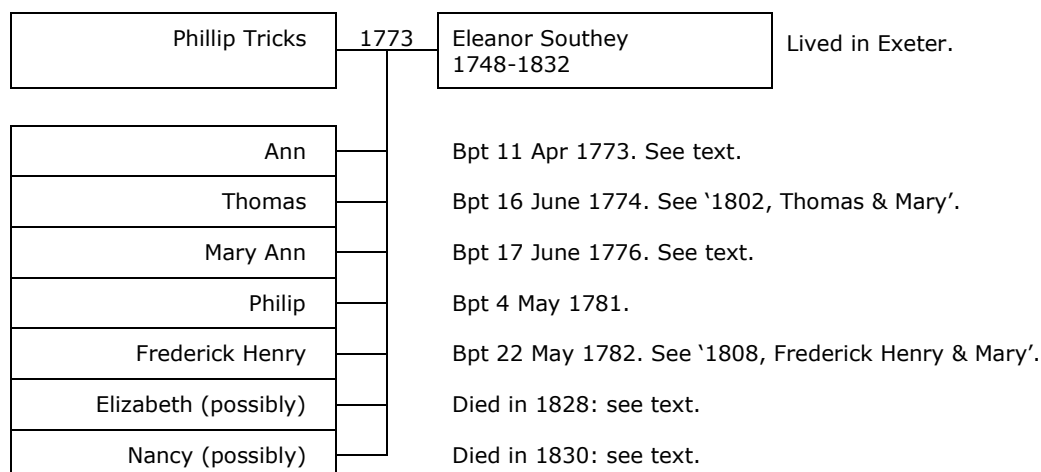 Phillip Tricks 1773 Eleanor Southey Lived in Exeter.
1748-1832
Ann Bpt 11 Apr 1773. See text.
Thomas Bpt 16 June 1774. See ‘1802, Thomas & Mary’.
Mary Ann Bpt 17 June 1776. See text.
Philip Bpt 4 May 1781.
Frederick Henry Bpt 22 May 1782. See ‘1808, Frederick Henry & Mary’.
Elizabeth (possibly) Died in 1828: see text.
Nancy (possibly) Died in 1830: see text.